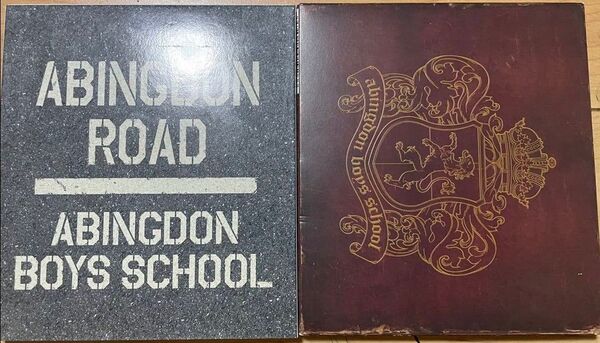 ABINGDON
ROAD
ABINGDON
BOYS SCHOOL
abingdon boys school